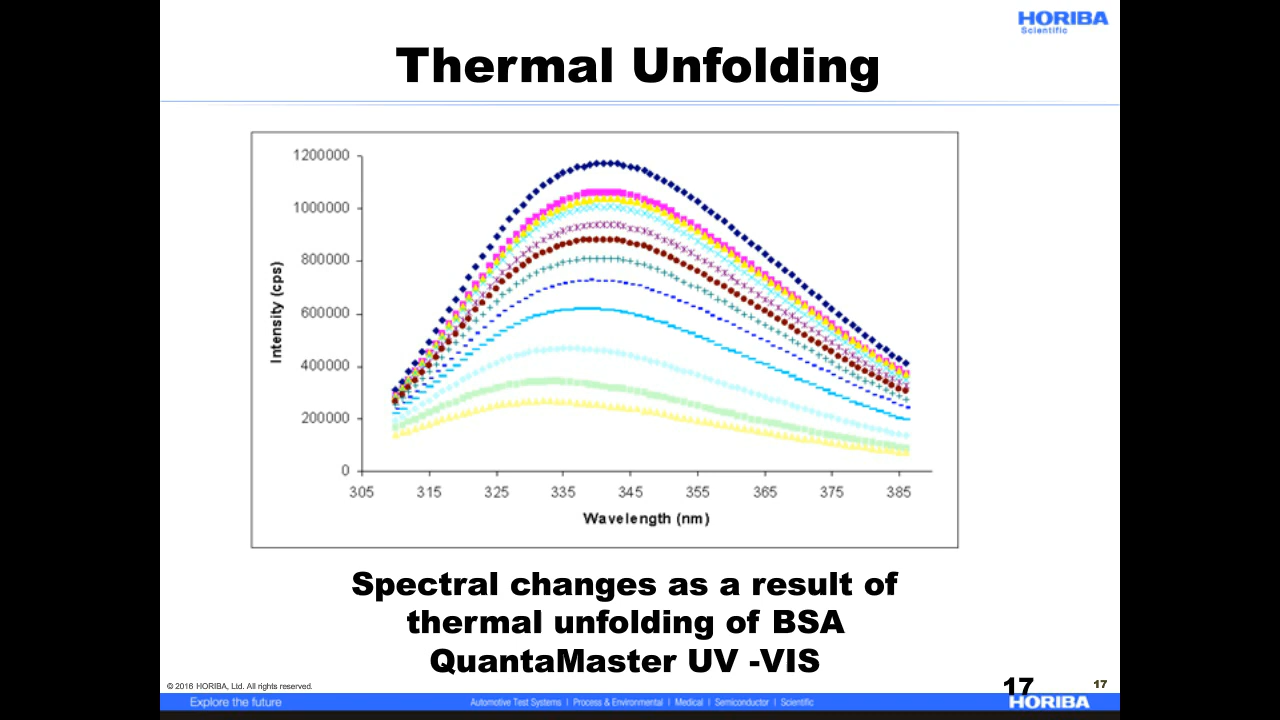 HORIBA
Scientific
Thermal Unfolding
1200000
1000000
800000
600000
400000
200000
0
Intensity (cps)
305 315 325 335 345 355 365 375 385
Wavelength (nm)
Spectral changes as a result of
thermal unfolding of BSA
QuantaMaster UV -VIS
© 2016 HORIBA, Ltd. All rights reserved.
17
17
Explore the future
Automotive Test Systems | Process & Environmental | Medical | Semiconductor | Scientific
HORIBA